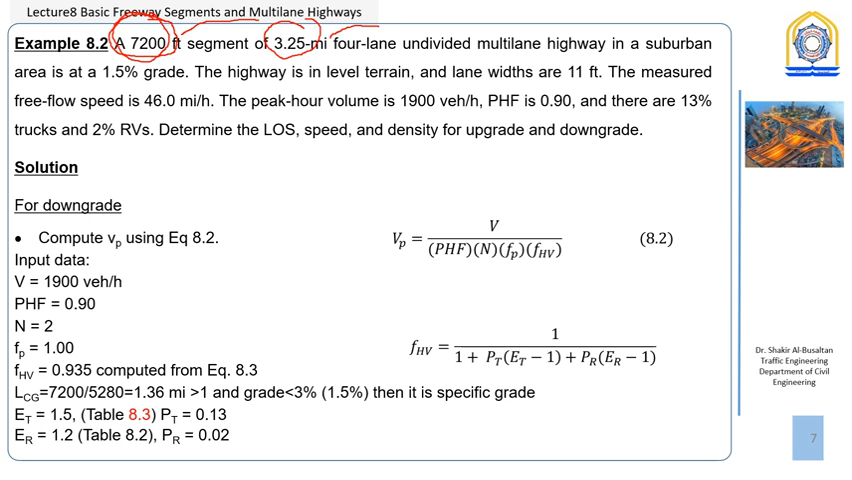 Lecture8 Basic Freeway Segments and Multilane Highways
Example 8.2 A 7200 ft segment of 3.25-mi four-lane undivided multilane highway in a suburban
area is at a 1.5% grade. The highway is in level terrain, and lane widths are 11 ft. The measured
free-flow speed is 46.0 mi/h. The peak-hour volume is 1900 veh/h, PHF is 0.90, and there are 13%
trucks and 2% RVs. Determine the LOS, speed, and density for upgrade and downgrade.
Solution
For downgrade
• Compute vp using Eq 8.2.
Vp = V / (PHF)(N)(fp)(fHV) (8.2)
Input data:
V = 1900 veh/h
PHF = 0.90
N = 2
fp = 1.00
fHV = 1 / 1 + PT(ET − 1) + PR(ER − 1)
fHV = 0.935 computed from Eq. 8.3
LCG=7200/5280=1.36 mi >1 and grade<3% (1.5%) then it is specific grade
ET = 1.5, (Table 8.3) PT = 0.13
ER = 1.2 (Table 8.2), PR = 0.02
Dr. Shakir Al-Busaltan
Traffic Engineering
Department of Civil
Engineering
7